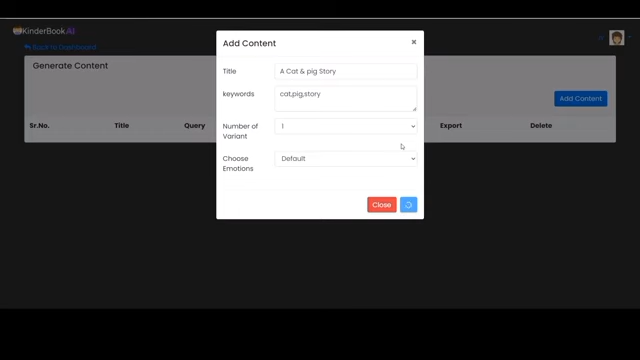 KinderBook AI
Back to Dashboard
Generate Content
Add Content
Sr.No.
Title
Query
Export
Delete
Add Content
×
Title
A Cat & pig Story
keywords
cat,pig,story
Number of
Variant
1
Choose
Emotions
Default
Close